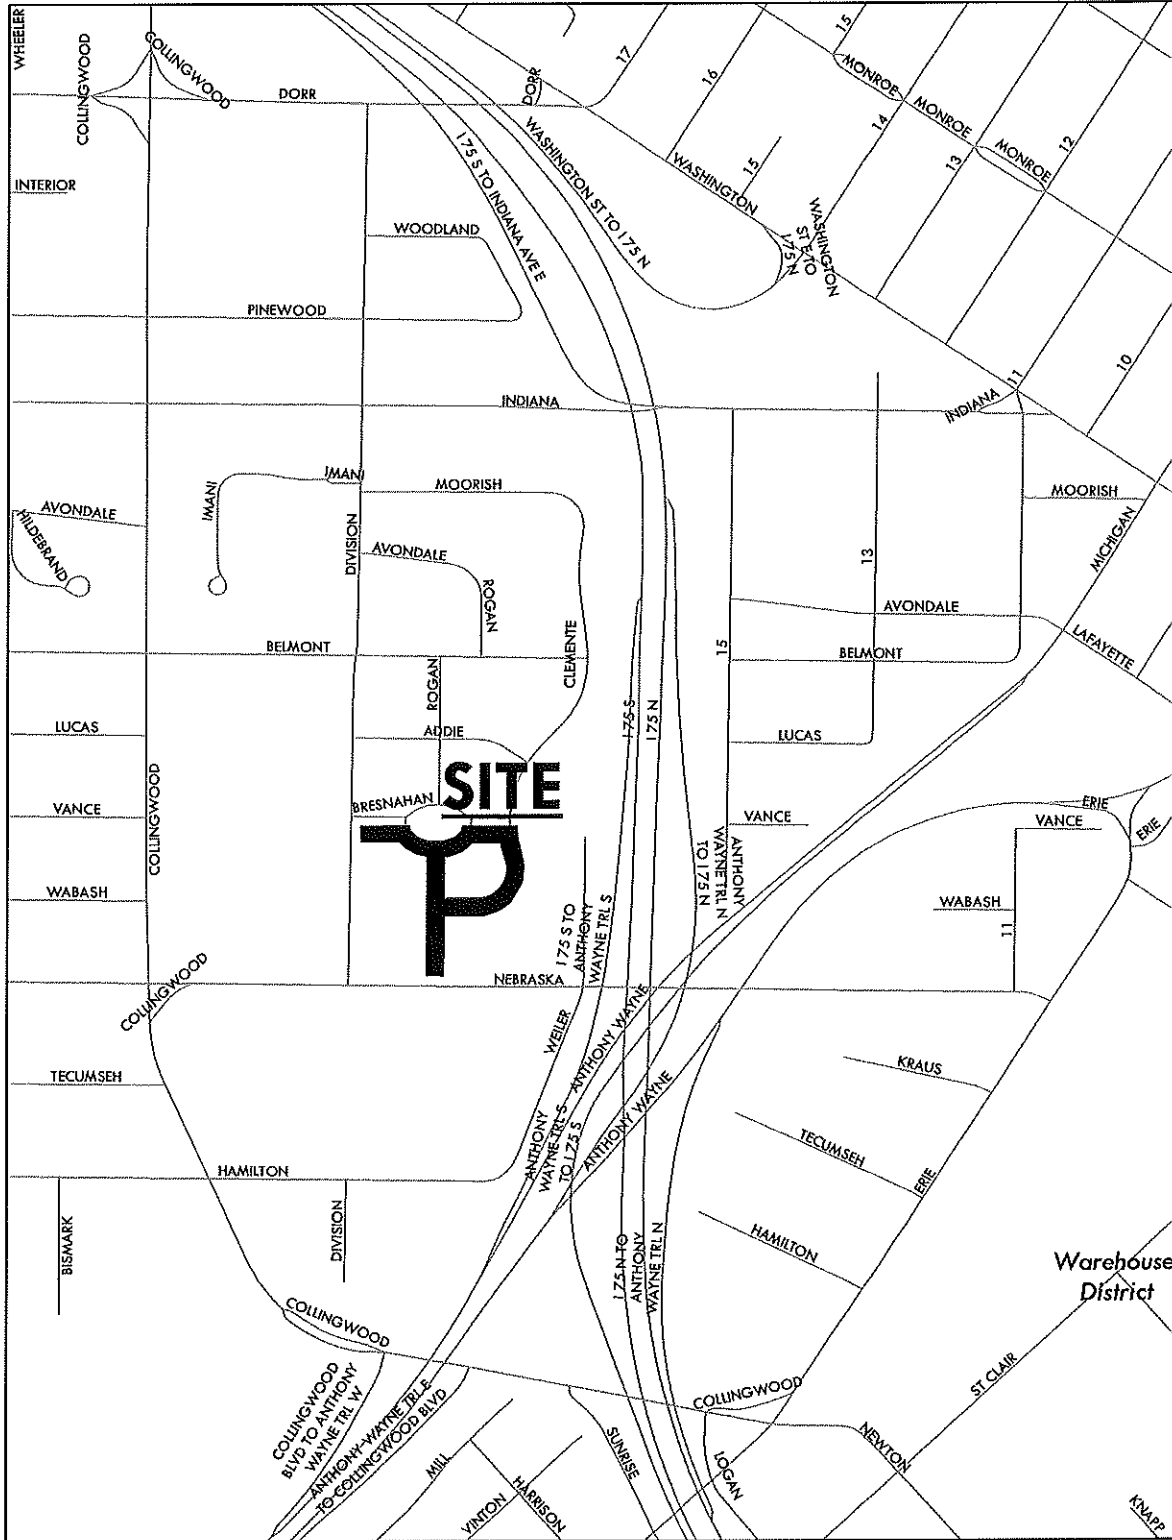 WHEELER
COLLINGWOOD
COLLINGWOOD
DORR
DORR
17
16
15
MONROE
14
MONROE
13
MONROE
12
INTERIOR
I 75 S TO INDIANA AVE E
WASHINGTON ST TO I 75 N
WASHINGTON
15
WASHINGTON
ST E TO
I 75 N
WOODLAND
PINEWOOD
10
11
INDIANA
INDIANA
IMANI
IMANI
MOORISH
MOORISH
AVONDALE
HILDEBRAND
DIVISION
AVONDALE
ROGAN
13
MICHIGAN
CLEMENTE
AVONDALE
LAFAYETTE
BELMONT
15
BELMONT
ROGAN
I 75 S
I 75 N
LUCAS
ADDIE
LUCAS
COLLINGWOOD
SITE
VANCE
BRESNAHAN
VANCE
ERIE
VANCE
ERIE
ANTHONY
WAYNE TRL N
TO I 75 N
WABASH
WABASH
11
I 75 S TO
ANTHONY
WAYNE TRL S
NEBRASKA
COLLINGWOOD
WEILER
ANTHONY WAYNE
KRAUS
TECUMSEH
ANTHONY
WAYNE TRL S
TO I 75 S
ANTHONY WAYNE
TECUMSEH
ERIE
HAMILTON
BISMARK
DIVISION
HAMILTON
I 75 N TO
ANTHONY
WAYNE TRL N
Warehouse
District
COLLINGWOOD
COLLINGWOOD
BLVD TO ANTHONY
WAYNE TRL W
ANTHONY WAYNE TRL E
TO COLLINGWOOD BLVD
COLLINGWOOD
ST CLAIR
NEWTON
MILL
SUNRISE
LOGAN
VINTON
HARRISON
KNAPP